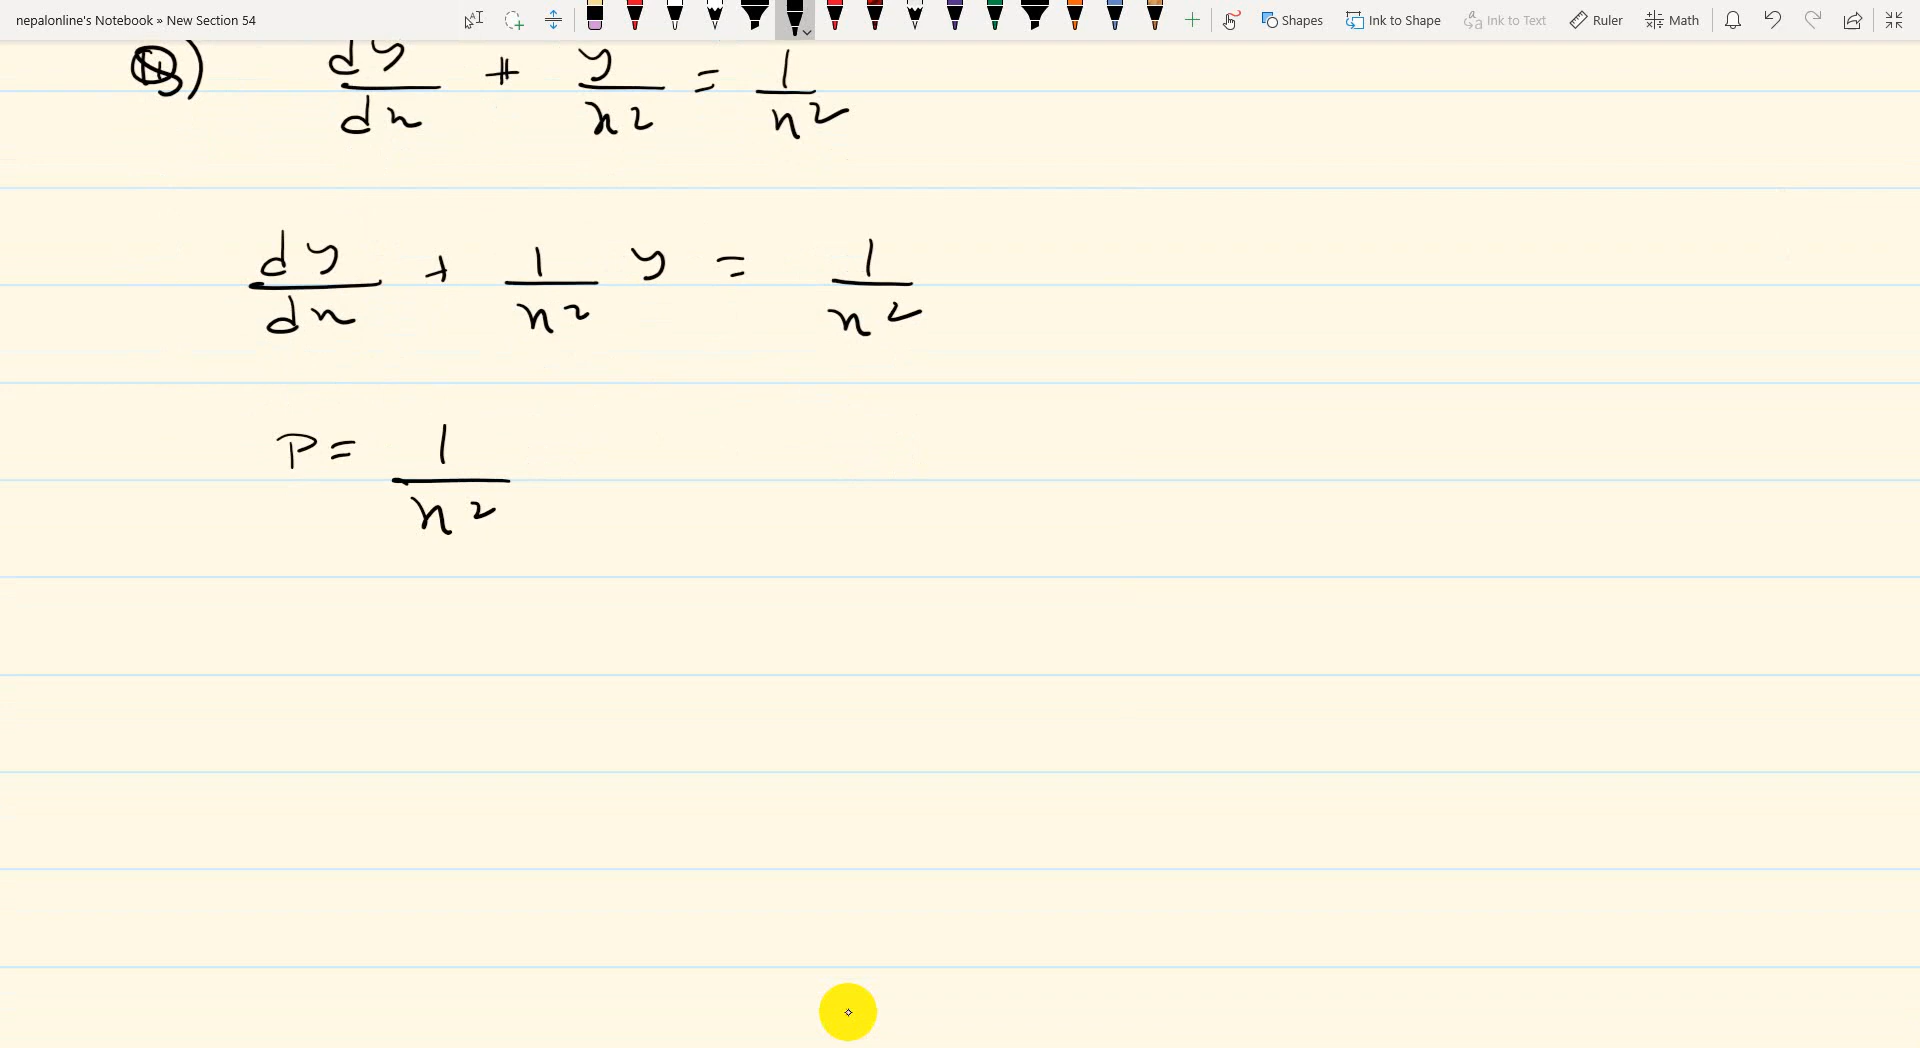 nepalonline's Notebook » New Section 54 Shapes Ink to Shape Ink to Text Ruler Math
dy/dx + y/x² = 1/x²
dy/dx + 1/x² y = 1/x²
P = 1/x²